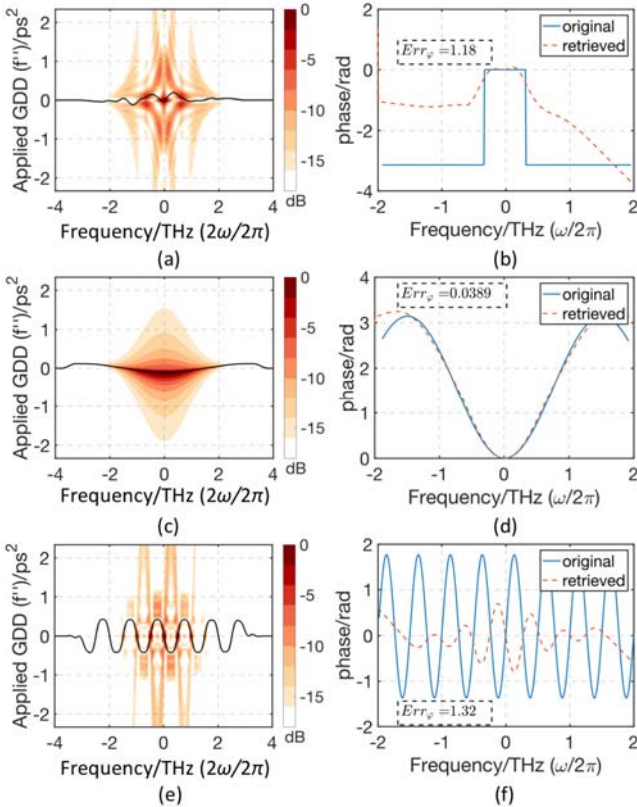 Applied GDD (f'')/ps²
2
1
0
-1
-2
-4
-2
0
2
4
Frequency/THz (2ω/2π)
(a)
0
-5
-10
-15
dB
phase/rad
2
0
-2
-4
-2
-1
0
1
2
Errφ =1.18
original
retrieved
Frequency/THz (ω/2π)
(b)
Applied GDD (f'')/ps²
2
1
0
-1
-2
-4
-2
0
2
4
Frequency/THz (2ω/2π)
(c)
0
-5
-10
-15
dB
phase/rad
4
3
2
1
0
-2
-1
0
1
2
Errφ =0.0389
original
retrieved
Frequency/THz (ω/2π)
(d)
Applied GDD (f'')/ps²
2
1
0
-1
-2
-4
-2
0
2
4
Frequency/THz (2ω/2π)
(e)
0
-5
-10
-15
dB
phase/rad
2
1
0
-1
-2
-2
-1
0
1
2
Errφ =1.32
original
retrieved
Frequency/THz (ω/2π)
(f)